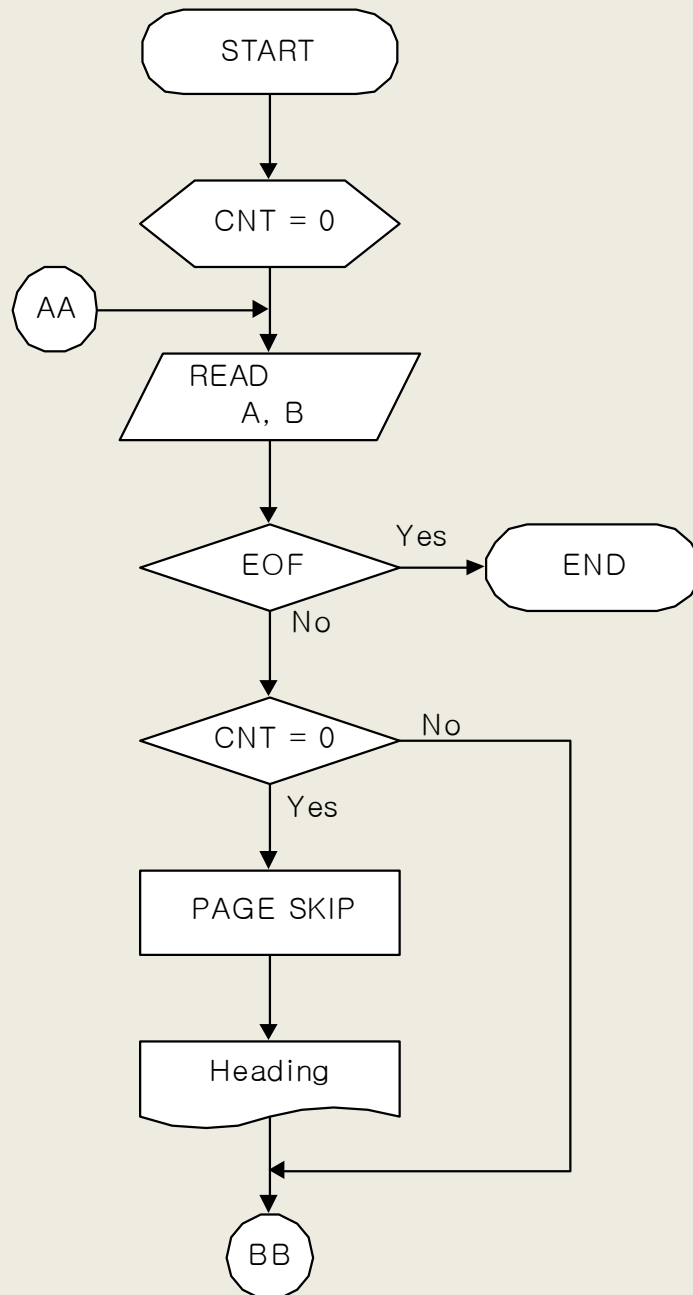 START
CNT = 0
AA
READ
A, B
EOF
Yes
END
No
CNT = 0
No
Yes
PAGE SKIP
Heading
BB